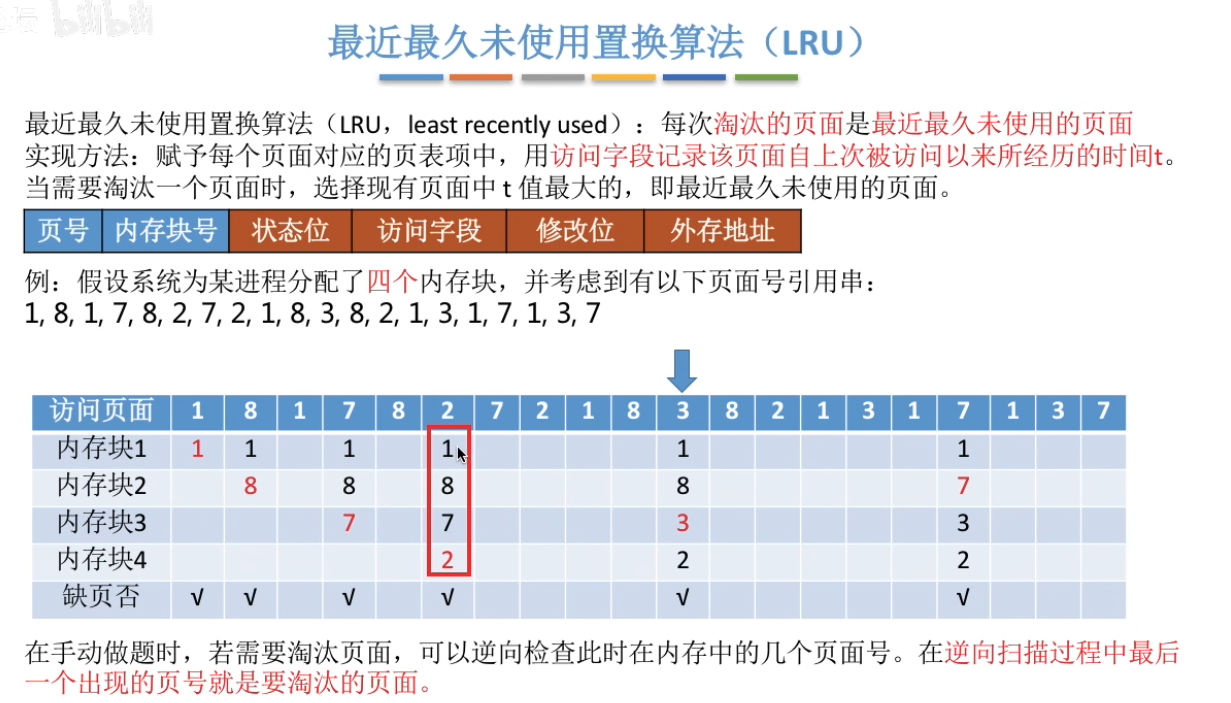 bilibili
最近最久未使用置换算法（LRU）
最近最久未使用置换算法（LRU，least recently used）：每次淘汰的页面是最近最久未使用的页面
实现方法：赋予每个页面对应的页表项中，用访问字段记录该页面自上次被访问以来所经历的时间t。
当需要淘汰一个页面时，选择现有页面中 t 值最大的，即最近最久未使用的页面。
页号 内存块号 状态位 访问字段 修改位 外存地址
例：假设系统为某进程分配了四个内存块，并考虑到有以下页面号引用串：
1, 8, 1, 7, 8, 2, 7, 2, 1, 8, 3, 8, 2, 1, 3, 1, 7, 1, 3, 7
访问页面 1 8 1 7 8 2 7 2 1 8 3 8 2 1 3 1 7 1 3 7
内存块1 1 1 1 1 1 1
内存块2 8 8 8 8 7
内存块3 7 7 3 3
内存块4 2 2 2
缺页否 √ √ √ √ √ √
在手动做题时，若需要淘汰页面，可以逆向检查此时在内存中的几个页面号。在逆向扫描过程中最后
一个出现的页号就是要淘汰的页面。